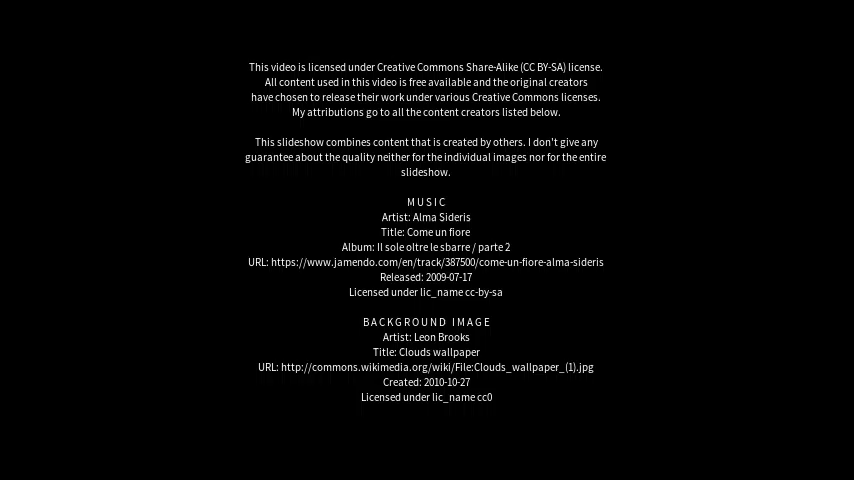 This video is licensed under Creative Commons Share-Alike (CC BY-SA) license.
All content used in this video is free available and the original creators
have chosen to release their work under various Creative Commons licenses.
My attributions go to all the content creators listed below.
This slideshow combines content that is created by others. I don't give any
guarantee about the quality neither for the individual images nor for the entire
slideshow.
MUSIC
Artist: Alma Sideris
Title: Come un fiore
Album: Il sole oltre le sbarre / parte 2
URL: https://www.jamendo.com/en/track/387500/come-un-fiore-alma-sideris
Released: 2009-07-17
Licensed under lic_name cc-by-sa
BACKGROUND IMAGE
Artist: Leon Brooks
Title: Clouds wallpaper
URL: http://commons.wikimedia.org/wiki/File:Clouds_wallpaper_(1).jpg
Created: 2010-10-27
Licensed under lic_name cc0